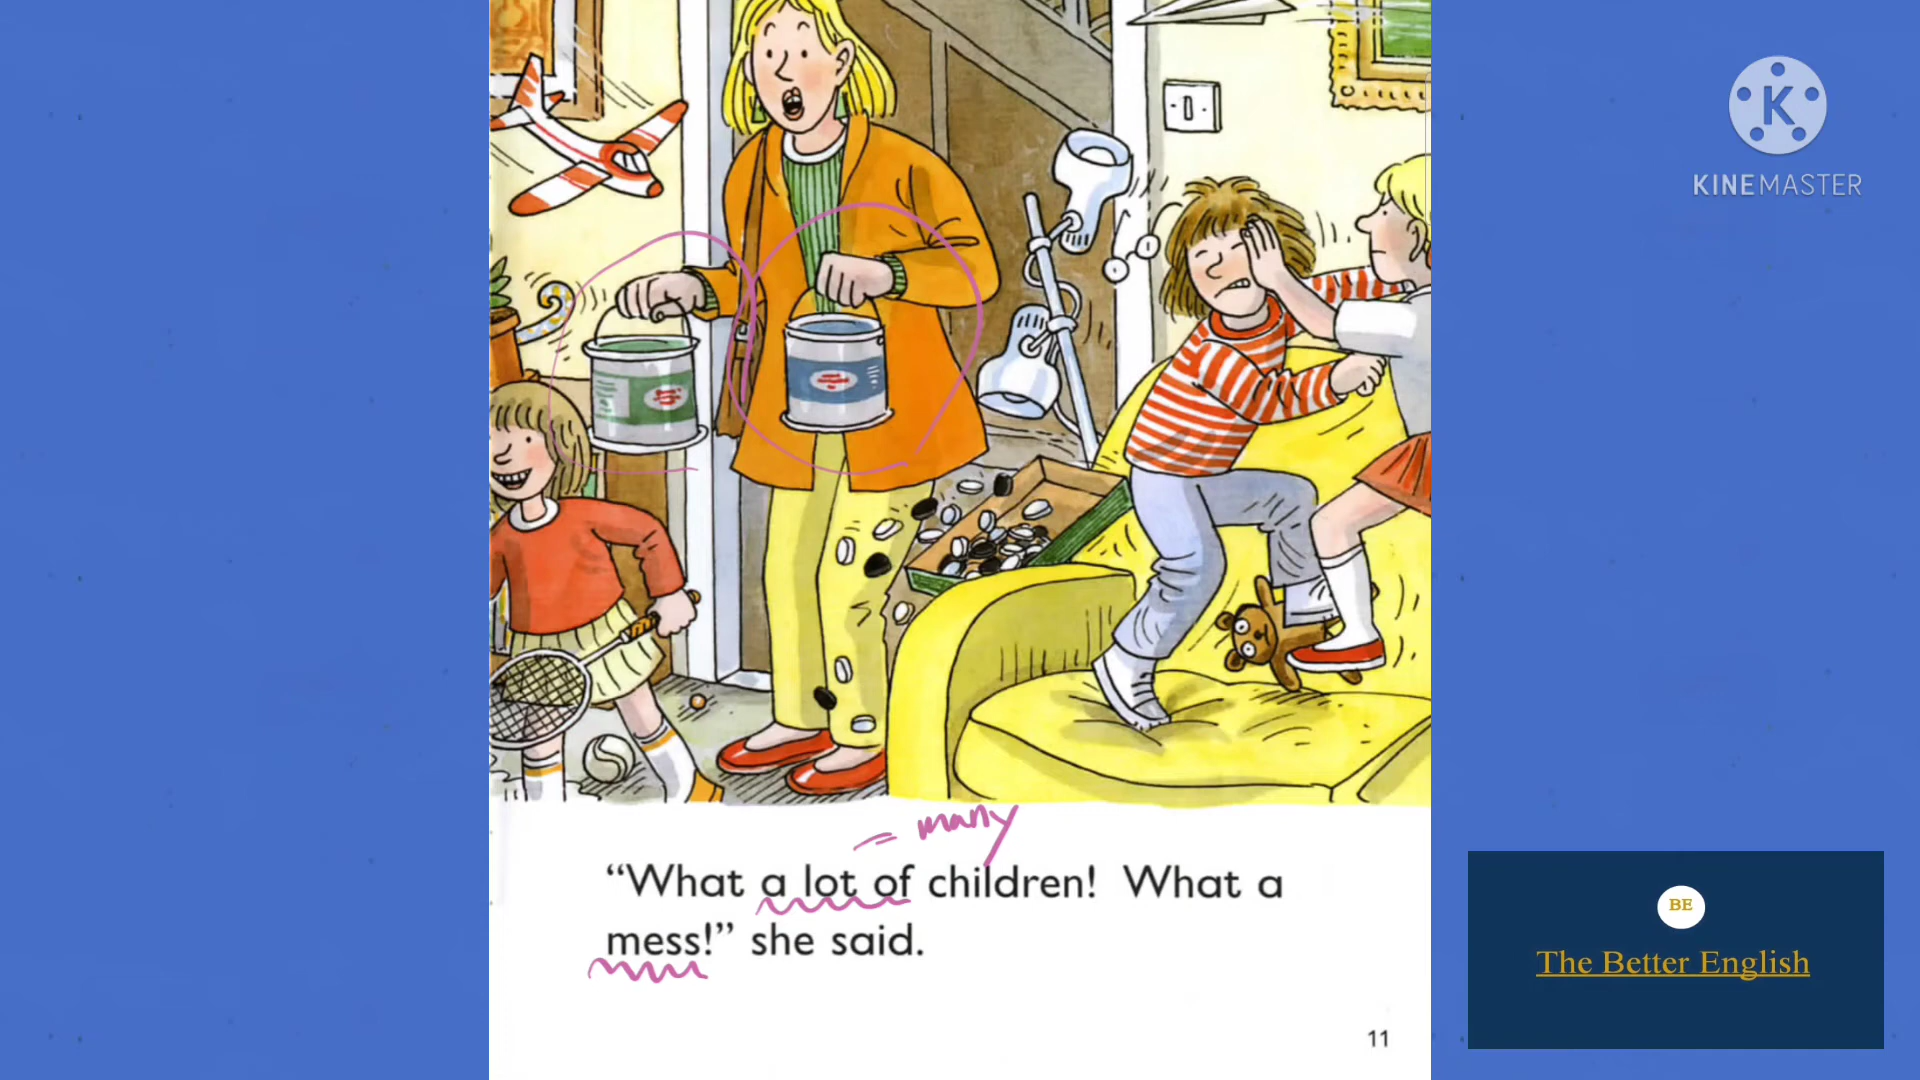 KINEMASTER
= many
“What a lot of children! What a
mess!” she said.
BE
The Better English
11